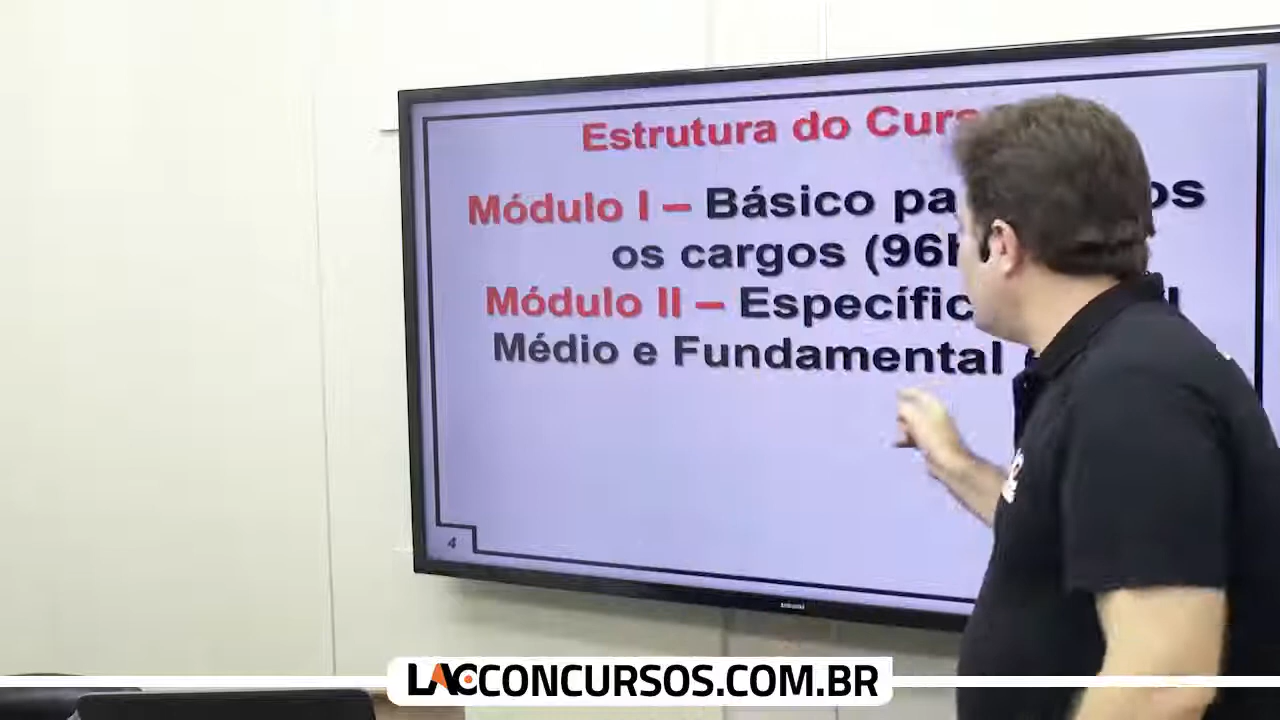 Estrutura do Curs
Módulo I – Básico pa os
os cargos (96h
Módulo II – Específic
Médio e Fundamental
4
LACCONCURSOS.COM.BR